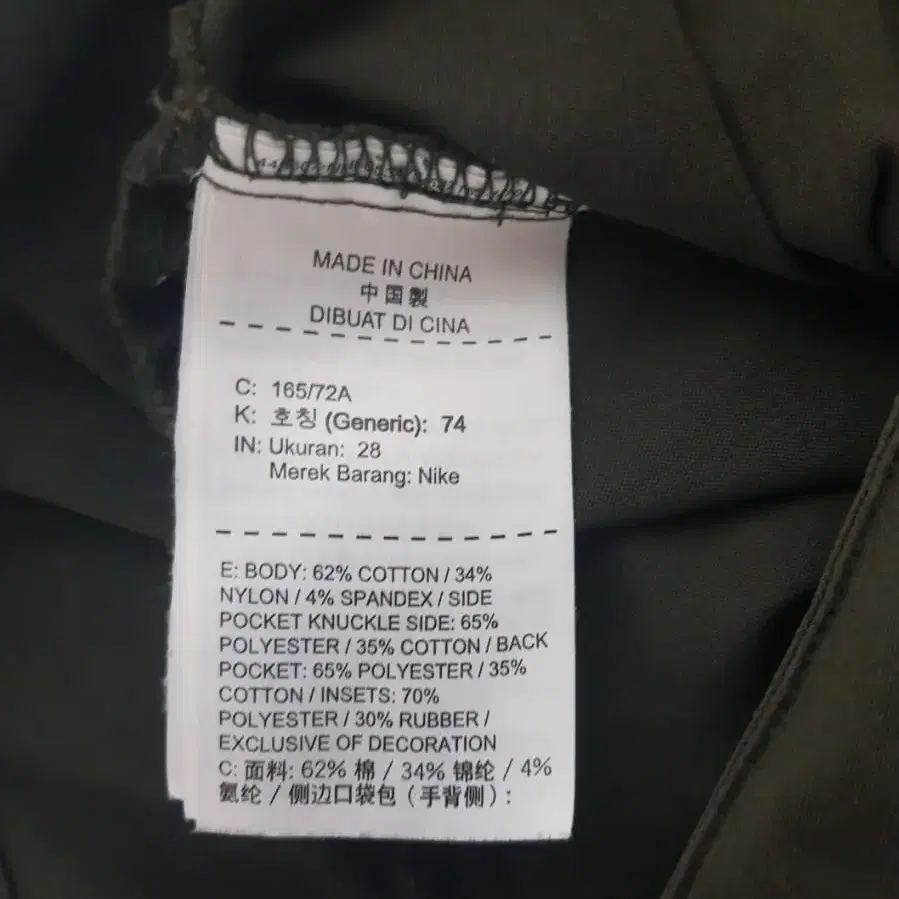 MADE IN CHINA
中国製
DIBUAT DI CINA
C: 165/72A
K: 호칭 (Generic): 74
IN: Ukuran: 28
Merek Barang: Nike
E: BODY: 62% COTTON / 34%
NYLON / 4% SPANDEX / SIDE
POCKET KNUCKLE SIDE: 65%
POLYESTER / 35% COTTON / BACK
POCKET: 65% POLYESTER / 35%
COTTON / INSETS: 70%
POLYESTER / 30% RUBBER /
EXCLUSIVE OF DECORATION
C: 面料: 62% 棉 / 34% 锦纶 / 4%
氨纶 / 侧边口袋包 (手背侧) :